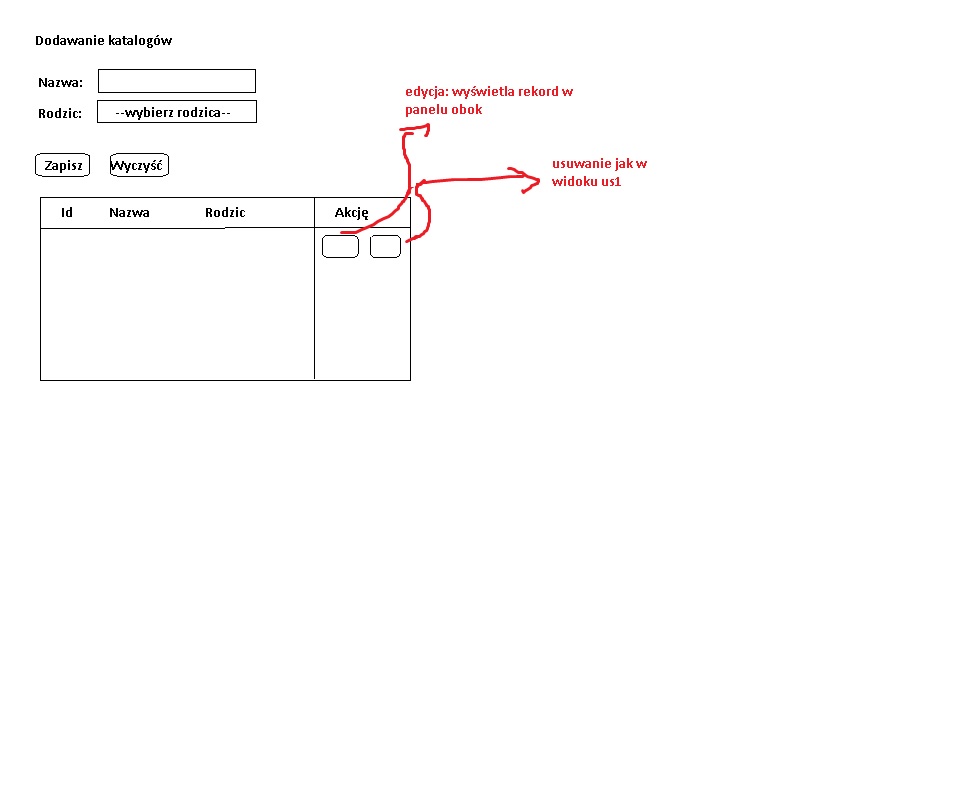 Dodawanie katalogów
Nazwa:
Rodzic: --wybierz rodzica--
edycja: wyświetla rekord w
panelu obok
Zapisz Wyczyść
usuwanie jak w
widoku us1
Id Nazwa Rodzic Akcję